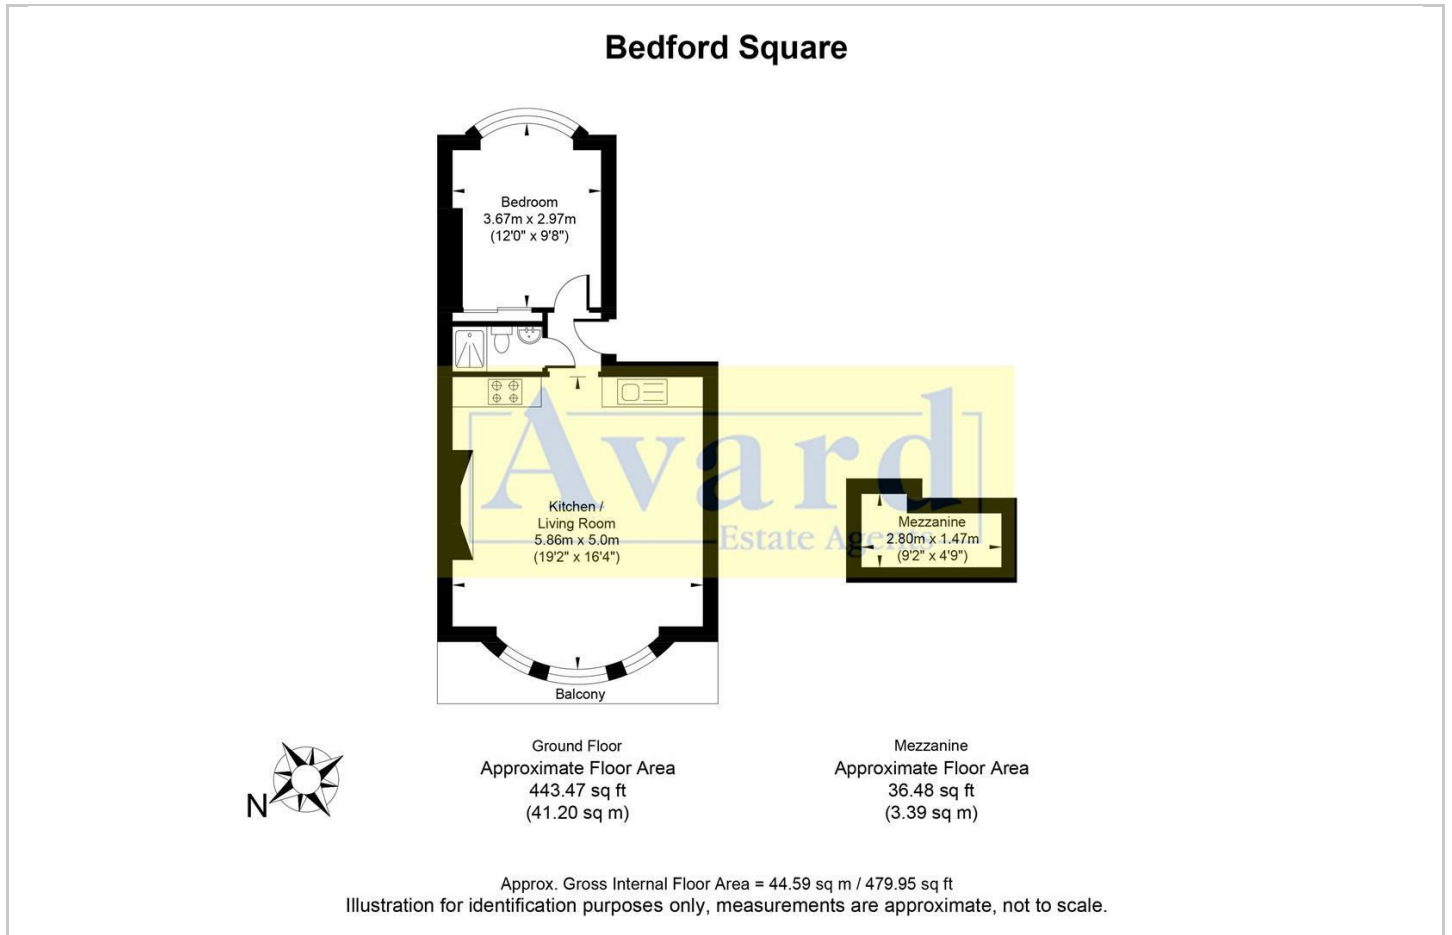 Bedford Square
Bedroom
3.67m x 2.97m
(12'0" x 9'8")
Avard
Estate Agents
Kitchen /
Living Room
5.86m x 5.0m
(19'2" x 16'4")
Mezzanine
2.80m x 1.47m
(9'2" x 4'9")
Balcony
N
Ground Floor
Approximate Floor Area
443.47 sq ft
(41.20 sq m)
Mezzanine
Approximate Floor Area
36.48 sq ft
(3.39 sq m)
Approx. Gross Internal Floor Area = 44.59 sq m / 479.95 sq ft
Illustration for identification purposes only, measurements are approximate, not to scale.